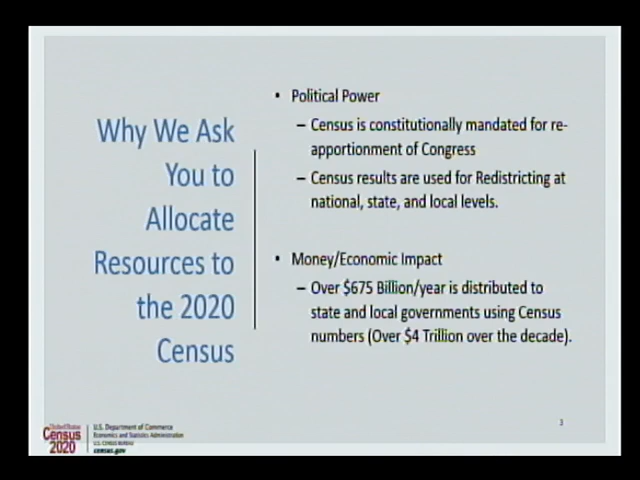 Why We Ask
You to
Allocate
Resources to
the 2020
Census
• Political Power
– Census is constitutionally mandated for re-
apportionment of Congress
– Census results are used for Redistricting at
national, state, and local levels.
• Money/Economic Impact
– Over $675 Billion/year is distributed to
state and local governments using Census
numbers (Over $4 Trillion over the decade).
United States
Census
2020
U.S. Department of Commerce
Economics and Statistics Administration
U.S. CENSUS BUREAU
census.gov
3